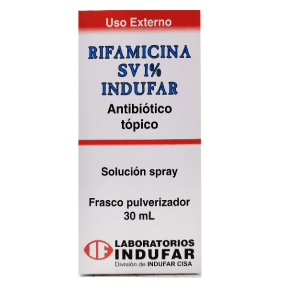 Uso Externo
RIFAMICINA
SV 1%
INDUFAR
Antibiótico
tópico
Solución spray
Frasco pulverizador
30 mL
LABORATORIOS
INDUFAR
División de INDUFAR CISA